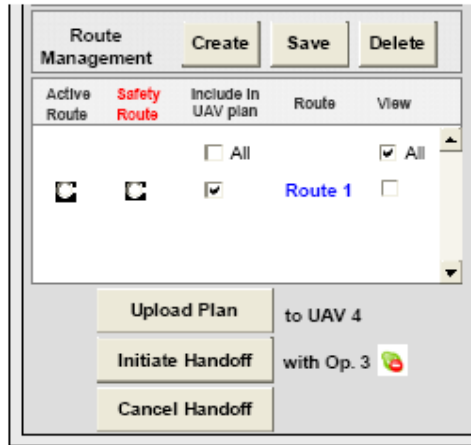 Route Management
Create
Save
Delete
Active Route
Safety Route
Include in UAV plan
Route
View
All
All
Route 1
Upload Plan
to UAV 4
Initiate Handoff
with Op. 3
Cancel Handoff